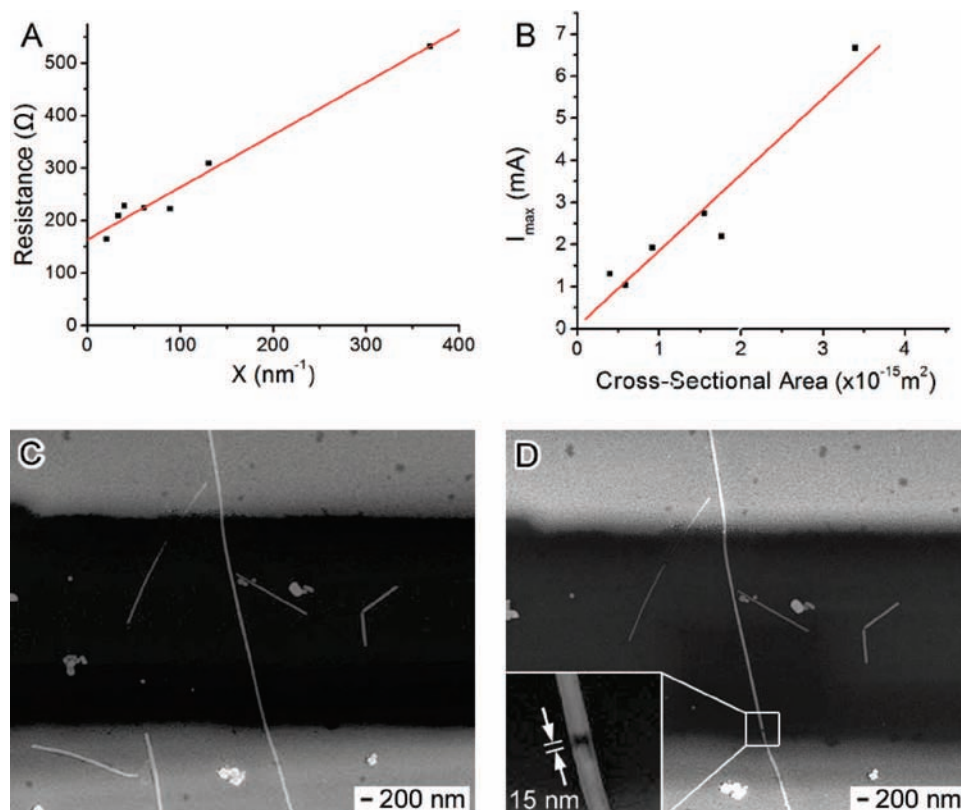 A
Resistance (Ω)
500
400
300
200
100
0
0 100 200 300 400
X (nm⁻¹)
B
I_max (mA)
7
6
5
4
3
2
1
0
0 1 2 3 4
Cross-Sectional Area (x10⁻¹⁵m²)
C
200 nm
D
15 nm
200 nm